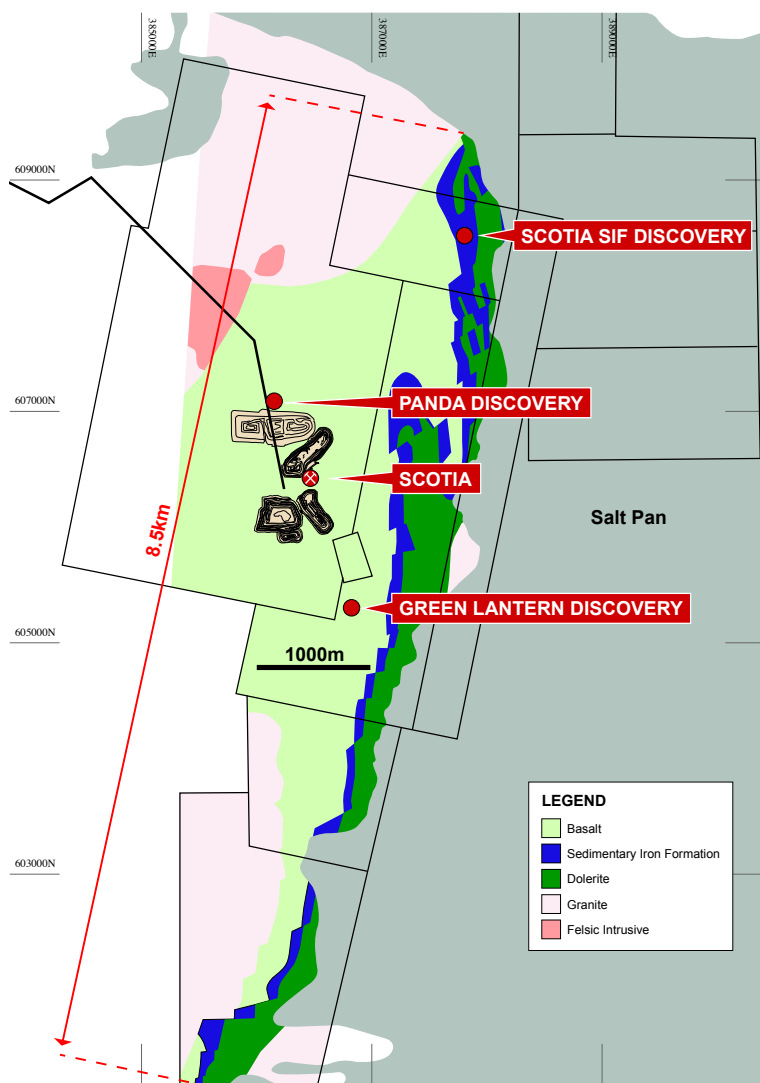 385000E
387000E
389000E
609000N
SCOTIA SIF DISCOVERY
607000N
PANDA DISCOVERY
SCOTIA
8.5km
Salt Pan
GREEN LANTERN DISCOVERY
605000N
1000m
LEGEND
Basalt
Sedimentary Iron Formation
Dolerite
Granite
Felsic Intrusive
603000N